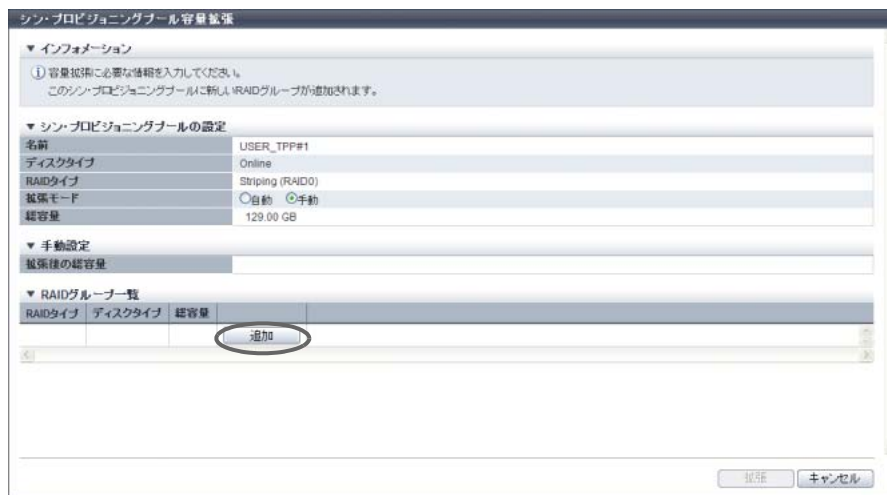 シン・プロビジョニングプール容量拡張
▼ インフォメーション
容量拡張に必要な情報を入力してください。
このシン・プロビジョニングプールに新しいRAIDグループが追加されます。
▼ シン・プロビジョニングプールの設定
名前 USER_TPP#1
ディスクタイプ Online
RAIDタイプ Striping (RAID0)
拡張モード 自動 手動
総容量 129.00 GB
▼ 手動設定
拡張後の総容量
▼ RAIDグループ一覧
RAIDタイプ ディスクタイプ 総容量
追加
拡張 キャンセル